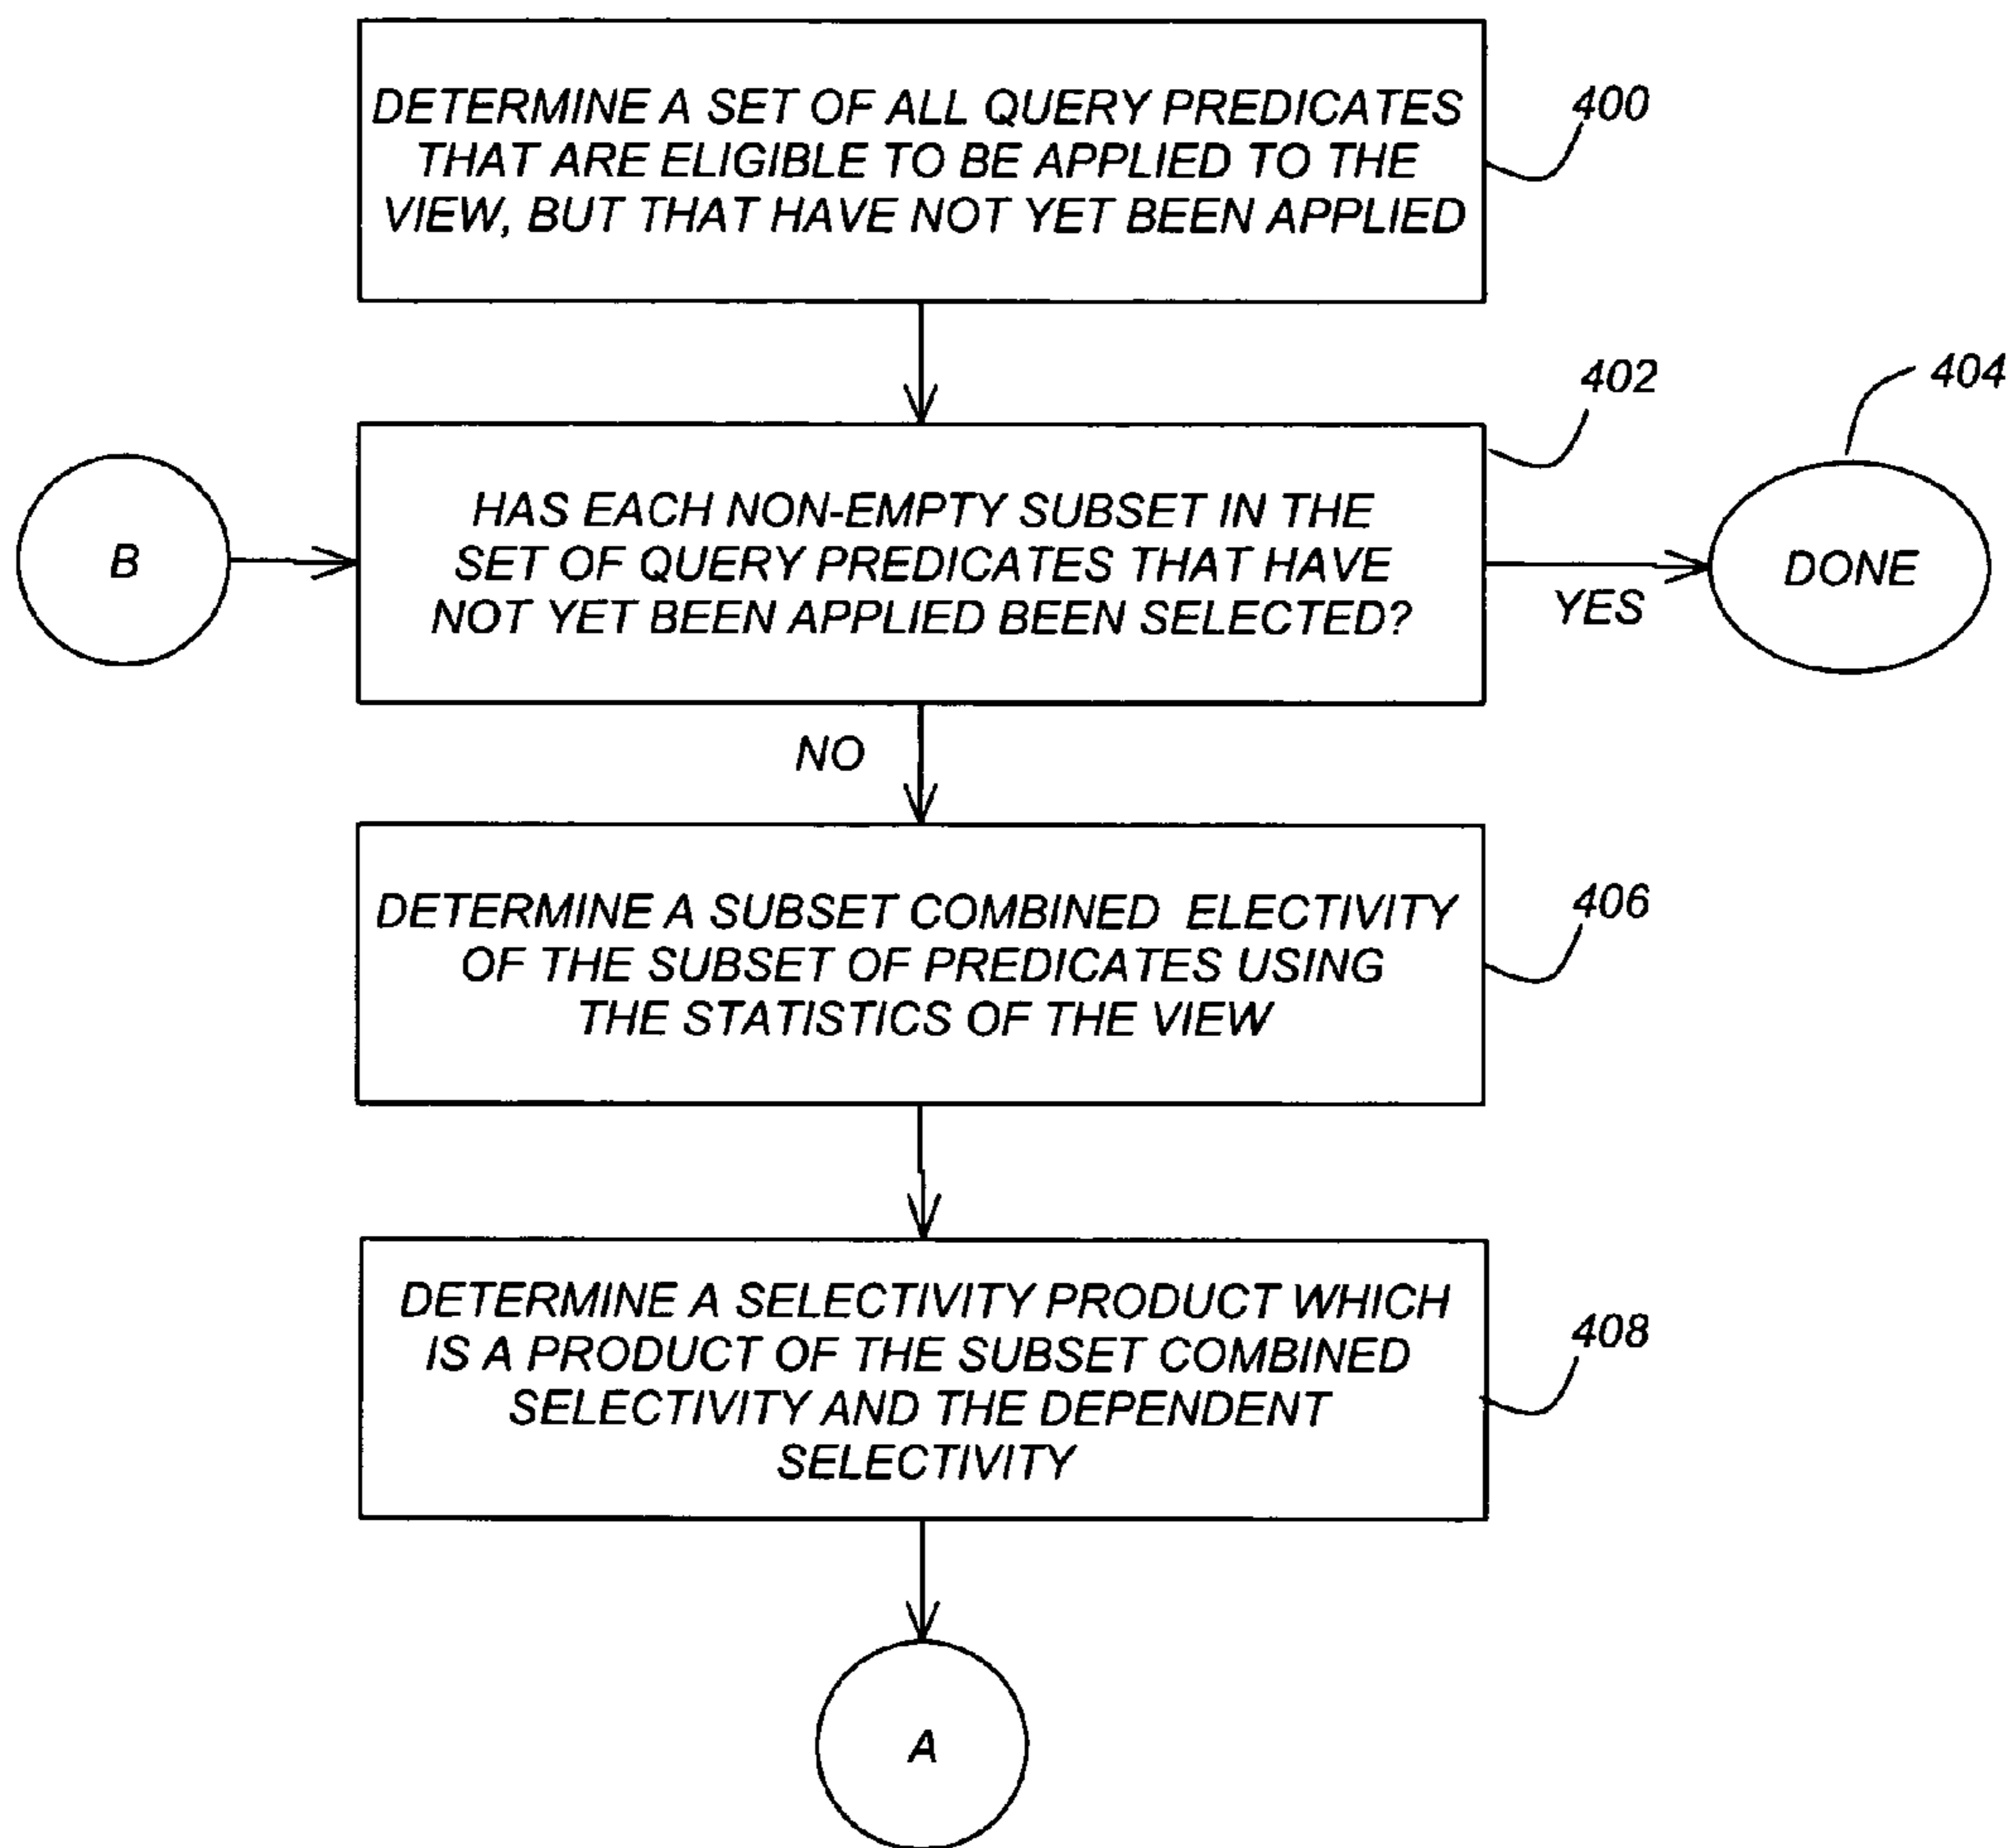 DETERMINE A SET OF ALL QUERY PREDICATES
THAT ARE ELIGIBLE TO BE APPLIED TO THE
VIEW, BUT THAT HAVE NOT YET BEEN APPLIED
400
402
404
B
HAS EACH NON-EMPTY SUBSET IN THE
SET OF QUERY PREDICATES THAT HAVE
NOT YET BEEN APPLIED BEEN SELECTED?
YES
DONE
NO
DETERMINE A SUBSET COMBINED ELECTIVITY
OF THE SUBSET OF PREDICATES USING
THE STATISTICS OF THE VIEW
406
DETERMINE A SELECTIVITY PRODUCT WHICH
IS A PRODUCT OF THE SUBSET COMBINED
SELECTIVITY AND THE DEPENDENT
SELECTIVITY
408
A